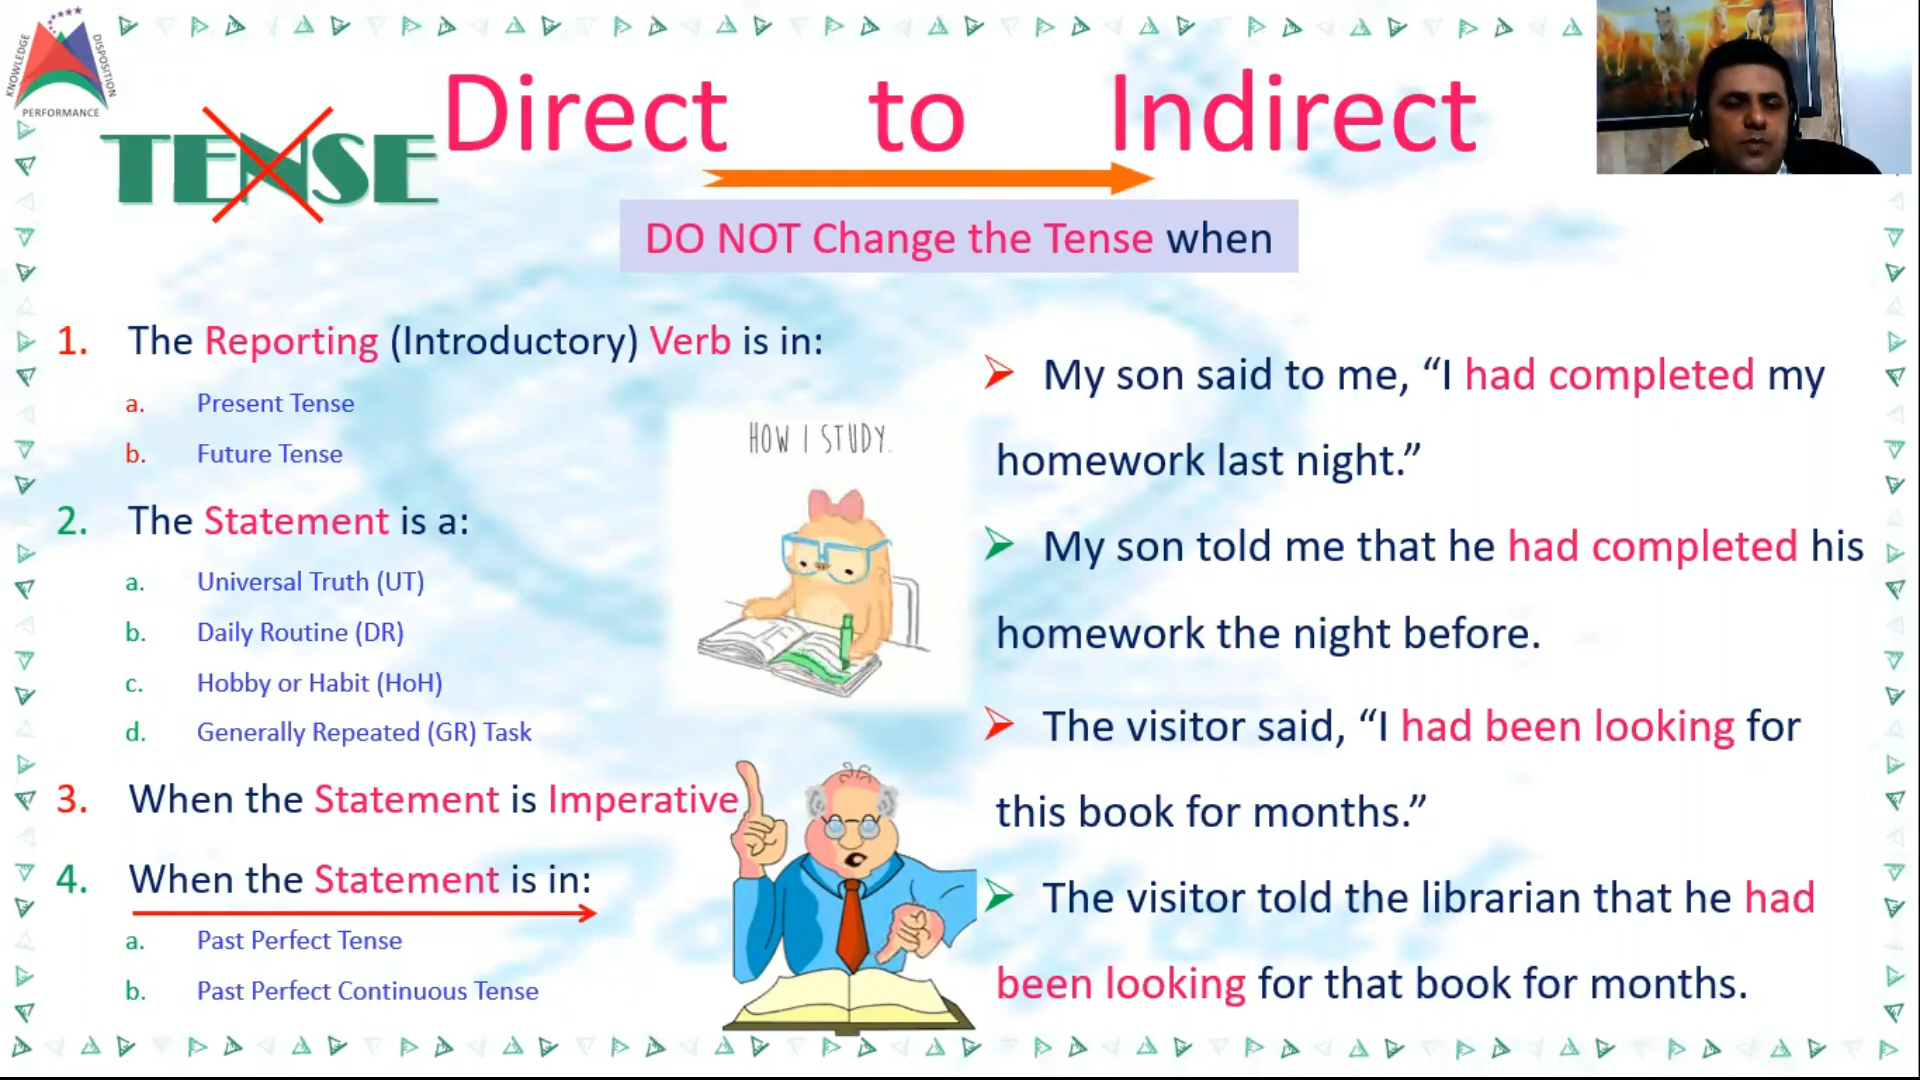 KNOWLEDGE
DISPOSITION
PERFORMANCE
TENSE
Direct to Indirect
DO NOT Change the Tense when
1. The Reporting (Introductory) Verb is in:
a. Present Tense
b. Future Tense
2. The Statement is a:
a. Universal Truth (UT)
b. Daily Routine (DR)
c. Hobby or Habit (HoH)
d. Generally Repeated (GR) Task
3. When the Statement is Imperative
4. When the Statement is in:
a. Past Perfect Tense
b. Past Perfect Continuous Tense
HOW I STUDY.
My son said to me, “I had completed my
homework last night.”
My son told me that he had completed his
homework the night before.
The visitor said, “I had been looking for
this book for months.”
The visitor told the librarian that he had
been looking for that book for months.